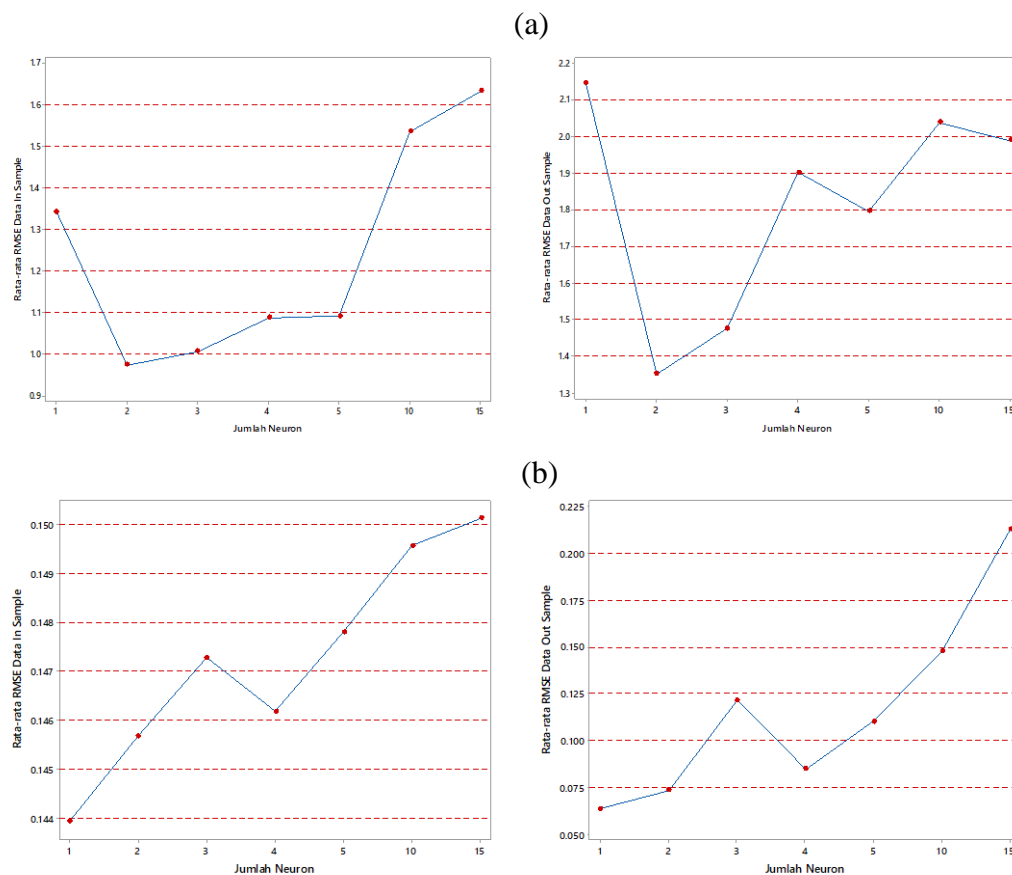 (a)
1.7
1.6
1.5
1.4
1.3
1.2
1.1
1.0
0.9
Rata-rata RMSE Data In Sample
1 2 3 4 5 10 15
Jumlah Neuron
2.2
2.1
2.0
1.9
1.8
1.7
1.6
1.5
1.4
1.3
Rata-rata RMSE Data Out Sample
1 2 3 4 5 10 15
Jumlah Neuron
(b)
0.150
0.149
0.148
0.147
0.146
0.145
0.144
Rata-rata RMSE Data In Sample
1 2 3 4 5 10 15
Jumlah Neuron
0.225
0.200
0.175
0.150
0.125
0.100
0.075
0.050
Rata-rata RMSE Data Out Sample
1 2 3 4 5 10 15
Jumlah Neuron